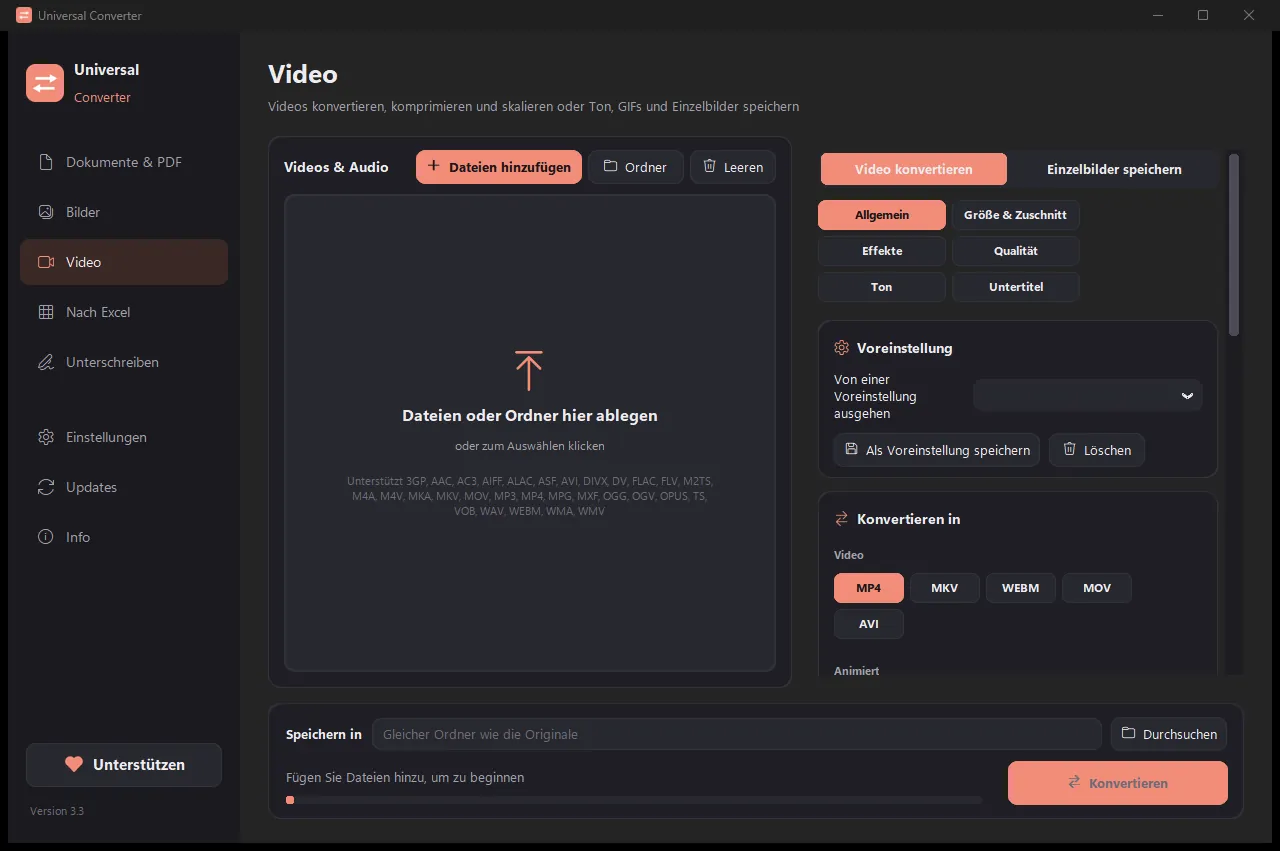 Universal Converter
Universal
Converter
Dokumente & PDF
Bilder
Video
Nach Excel
Unterschreiben
Einstellungen
Updates
Info
Unterstützen
Version 3.3
Video
Videos konvertieren, komprimieren und skalieren oder Ton, GIFs und Einzelbilder speichern
Videos & Audio
Dateien hinzufügen
Ordner
Leeren
Dateien oder Ordner hier ablegen
oder zum Auswählen klicken
Unterstützt 3GP, AAC, AC3, AIFF, ALAC, ASF, AVI, DIVX, DV, FLAC, FLV, M2TS,
M4A, M4V, MKA, MKV, MOV, MP3, MP4, MPG, MXF, OGG, OGV, OPUS, TS,
VOB, WAV, WEBM, WMA, WMV
Video konvertieren
Einzelbilder speichern
Allgemein
Größe & Zuschnitt
Effekte
Qualität
Ton
Untertitel
Voreinstellung
Von einer
Voreinstellung
ausgehen
Als Voreinstellung speichern
Löschen
Konvertieren in
Video
MP4
MKV
WEBM
MOV
AVI
Animiert
Speichern in
Gleicher Ordner wie die Originale
Durchsuchen
Fügen Sie Dateien hinzu, um zu beginnen
Konvertieren